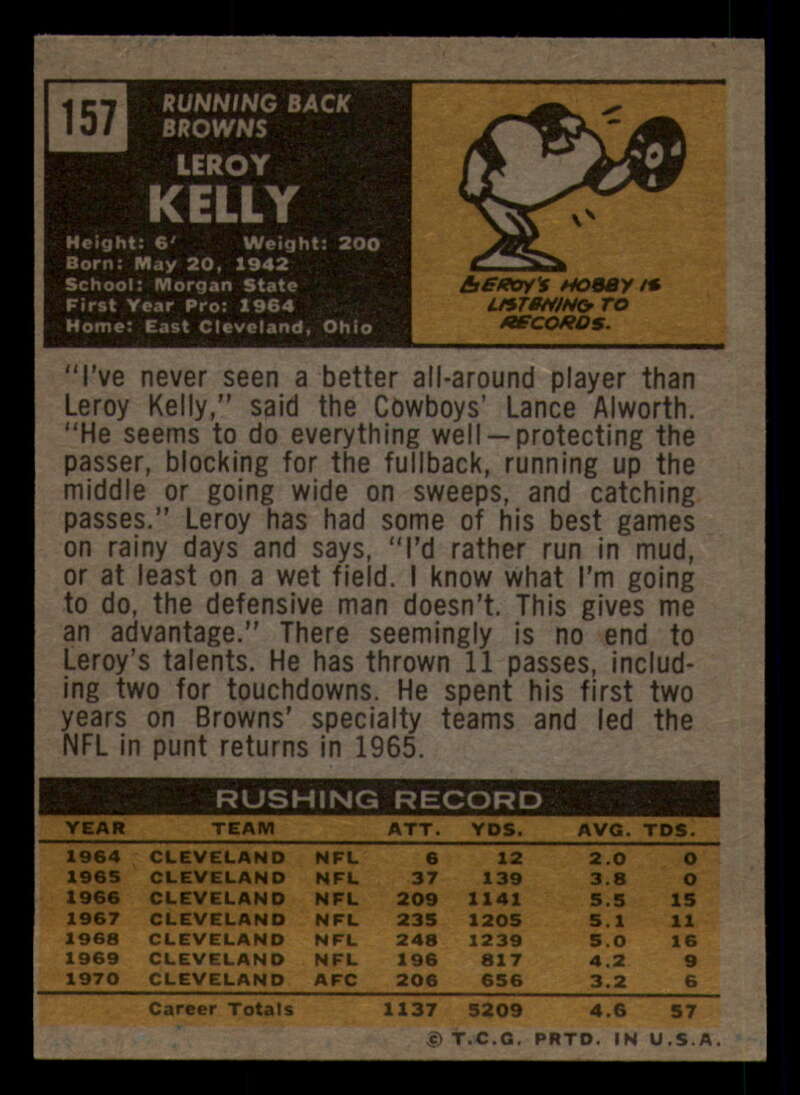 157
RUNNING BACK
BROWNS
LEROY
KELLY
Height: 6' Weight: 200
Born: May 20, 1942
School: Morgan State
First Year Pro: 1964
Home: East Cleveland, Ohio
LEROY'S HOBBY IS
LISTENING TO
RECORDS.
"I've never seen a better all-around player than
Leroy Kelly," said the Cowboys' Lance Alworth.
"He seems to do everything well—protecting the
passer, blocking for the fullback, running up the
middle or going wide on sweeps, and catching
passes." Leroy has had some of his best games
on rainy days and says, "I'd rather run in mud,
or at least on a wet field. I know what I'm going
to do, the defensive man doesn't. This gives me
an advantage." There seemingly is no end to
Leroy's talents. He has thrown 11 passes, includ-
ing two for touchdowns. He spent his first two
years on Browns' specialty teams and led the
NFL in punt returns in 1965.
RUSHING RECORD
YEAR TEAM ATT. YDS. AVG. TDS.
1964 CLEVELAND NFL 6 12 2.0 0
1965 CLEVELAND NFL 37 139 3.8 0
1966 CLEVELAND NFL 209 1141 5.5 15
1967 CLEVELAND NFL 235 1205 5.1 11
1968 CLEVELAND NFL 248 1239 5.0 16
1969 CLEVELAND NFL 196 817 4.2 9
1970 CLEVELAND AFC 206 656 3.2 6
Career Totals 1137 5209 4.6 57
© T.C.G. PRTD. IN U.S.A.